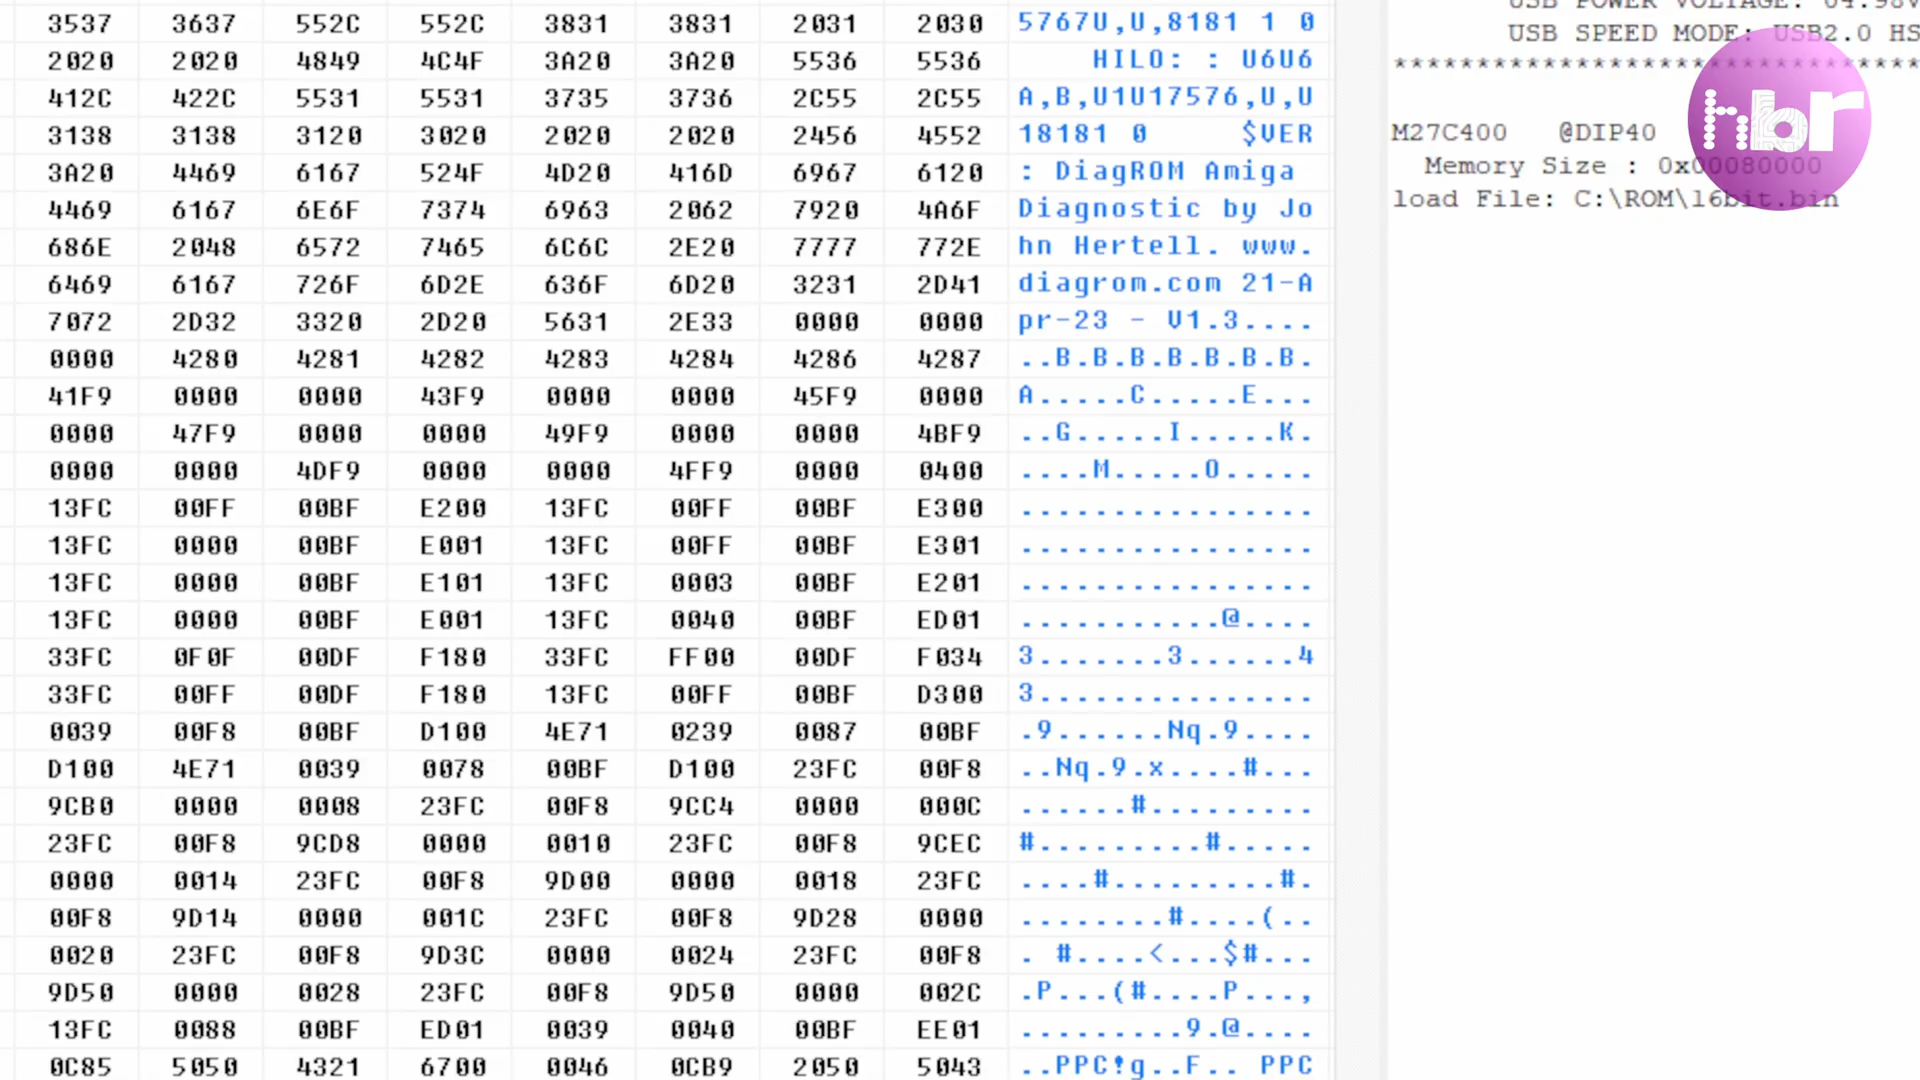 3537 3637 552C 552C 3831 3831 2031 2030 5767U,U,8181 1 0
2020 2020 4849 4C4F 3A20 3A20 5536 5536 HILO: : U6U6
412C 422C 5531 5531 3735 3736 2C55 2C55 A,B,U1U17576,U,U
3138 3138 3120 3020 2020 2020 2456 4552 18181 0 $VER
3A20 4469 6167 524F 4D20 416D 6967 6120 : DiagROM Amiga
4469 6167 6E6F 7374 6963 2062 7920 4A6F Diagnostic by Jo
686E 2048 6572 7465 6C6C 2E20 7777 772E hn Hertell. www.
6469 6167 726F 6D2E 636F 6D20 3231 2D41 diagrom.com 21-A
7072 2D32 3320 2D20 5631 2E33 0000 0000 pr-23 - V1.3....
0000 4280 4281 4282 4283 4284 4286 4287 ..B.B.B.B.B.B.B.
41F9 0000 0000 43F9 0000 0000 45F9 0000 A.....C.....E...
0000 47F9 0000 0000 49F9 0000 0000 4BF9 ..G.....I.....K.
0000 0000 4DF9 0000 0000 4FF9 0000 0400 ....M.....O.....
13FC 00FF 00BF E200 13FC 00FF 00BF E300 ................
13FC 0000 00BF E001 13FC 00FF 00BF E301 ................
13FC 0000 00BF E101 13FC 0003 00BF E201 ................
13FC 0000 00BF E001 13FC 0040 00BF ED01 ...........@....
33FC 0F0F 00DF F180 33FC FF00 00DF F034 3.......3......4
33FC 00FF 00DF F180 13FC 00FF 00BF D300 3...............
0039 00F8 00BF D100 4E71 0239 0087 00BF .9......Nq.9....
D100 4E71 0039 0078 00BF D100 23FC 00F8 ..Nq.9.x....#...
9CB0 0000 0008 23FC 00F8 9CC4 0000 000C ......#.........
23FC 00F8 9CD8 0000 0010 23FC 00F8 9CEC #.........#.....
0000 0014 23FC 00F8 9D00 0000 0018 23FC ....#.........#.
00F8 9D14 0000 001C 23FC 00F8 9D28 0000 ........#....(..
0020 23FC 00F8 9D3C 0000 0024 23FC 00F8 . #....<...$#...
9D50 0000 0028 23FC 00F8 9D50 0000 002C .P...(#....P...,
13FC 0088 00BF ED01 0039 0040 00BF EE01 .........9.@....
0C85 5050 4321 6700 0046 0CB9 2050 5043 ..PPC!g..F.. PPC
USB POWER VOLTAGE: 04.98V
USB SPEED MODE: USB2.0 HS
********************************
hbr
M27C400 @DIP40
Memory Size : 0x00080000
load File: C:\ROM\16bit.bin